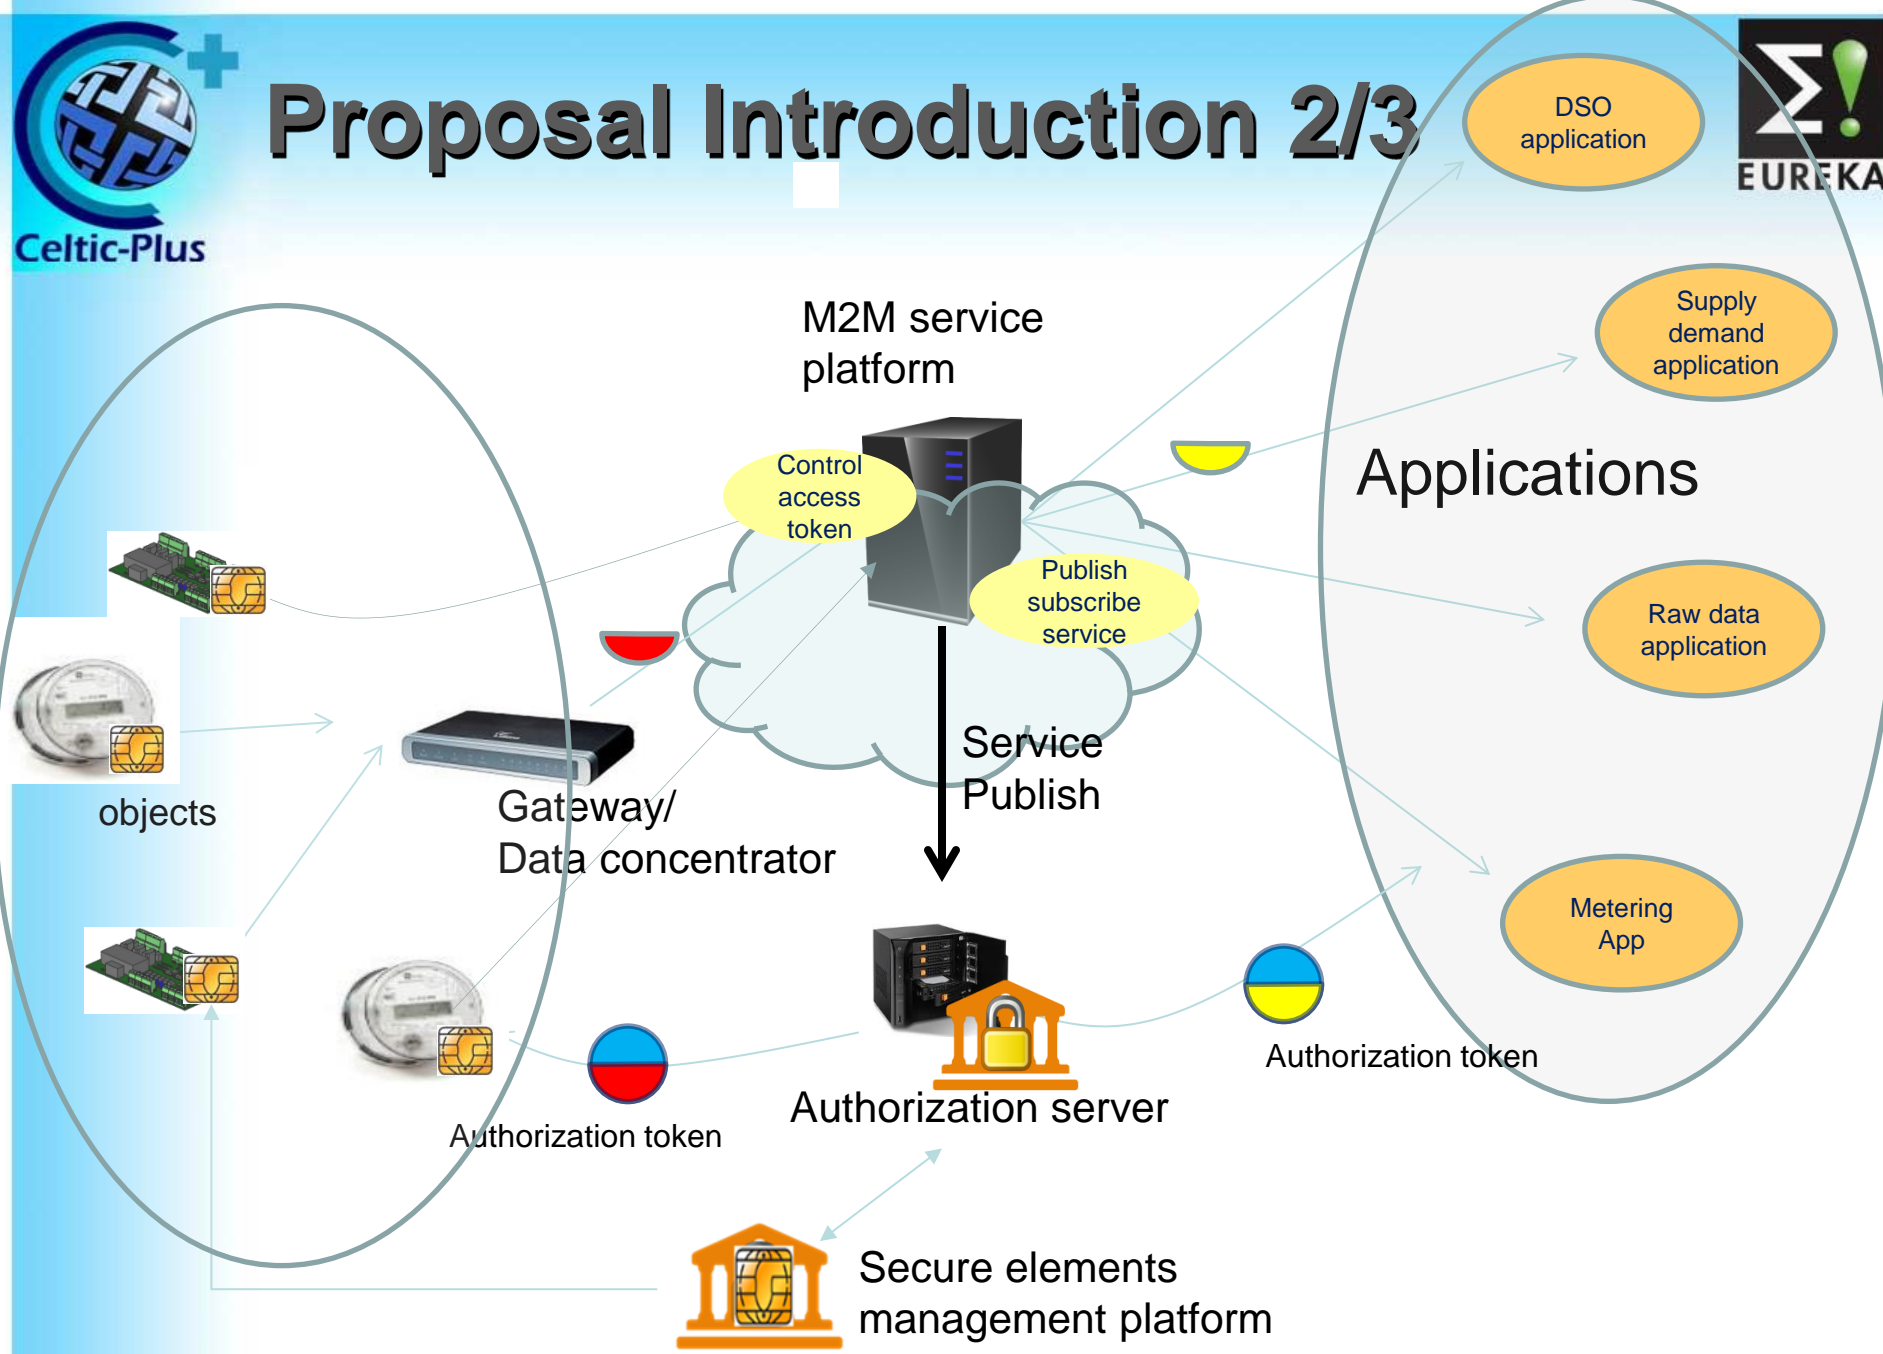 Proposal Introduction 2/3
Celtic-Plus
EUREKA
DSO
application
Supply
demand
application
Applications
Raw data
application
Metering
App
M2M service
platform
Control
access
token
Publish
subscribe
service
Service
Publish
objects
Gateway/
Data concentrator
Authorization token
Authorization server
Authorization token
Secure elements
management platform